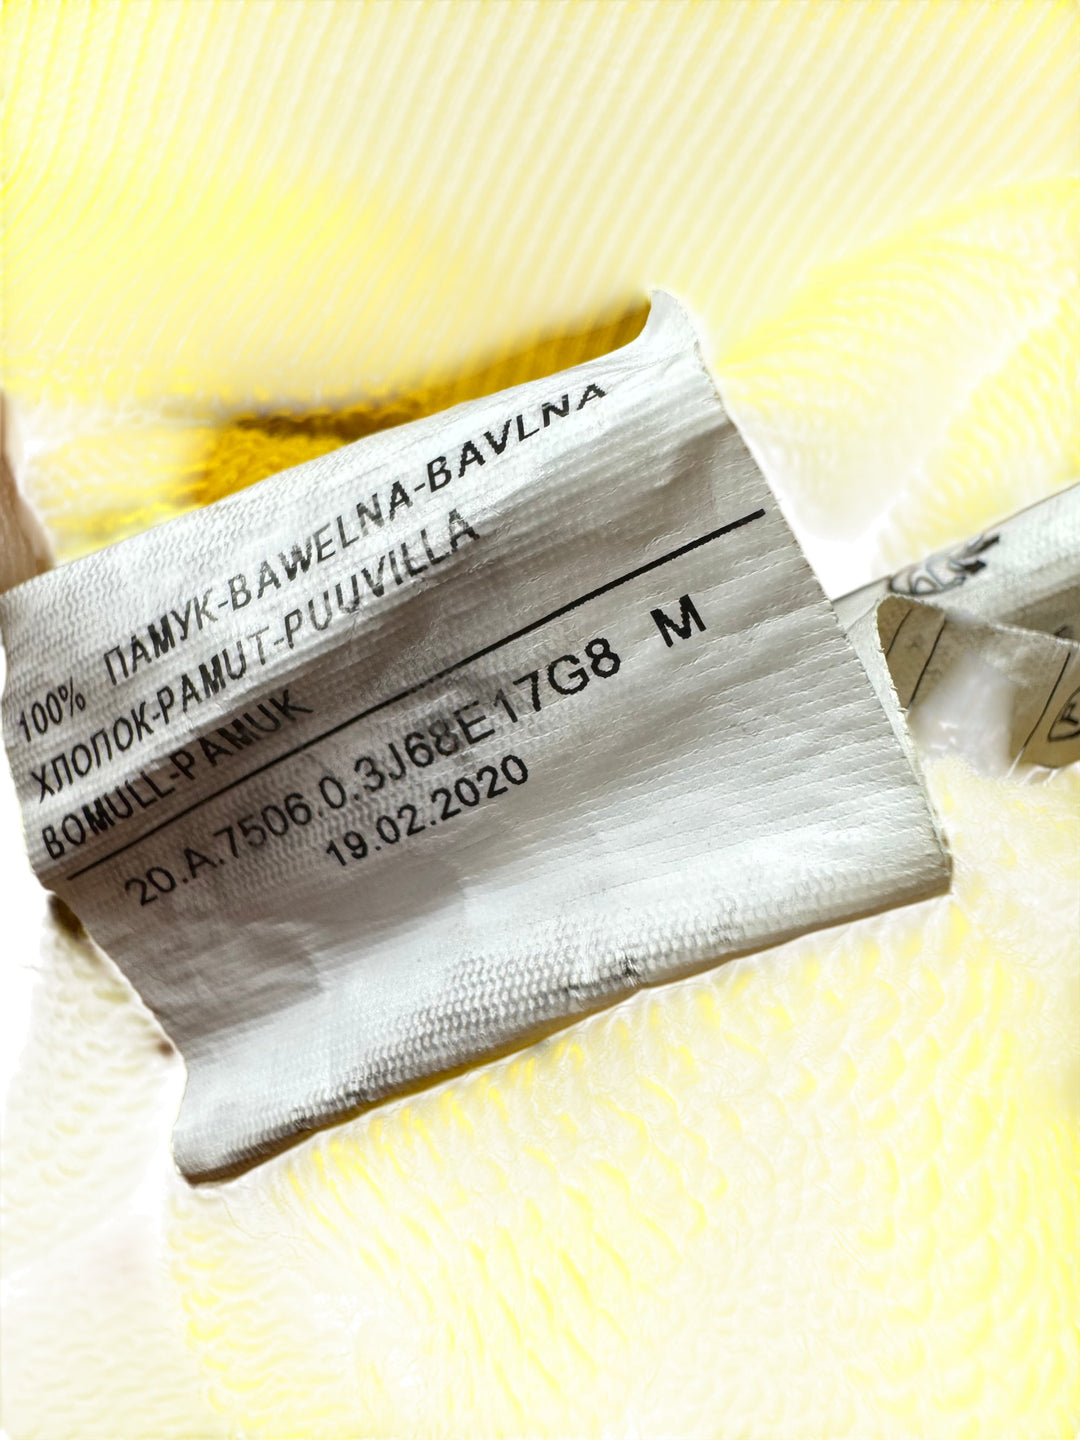 100% ПАМУК-BAWELNA-BAVLNA
ХЛОПОК-PAMUT-PUUVILLA
BOMULL-PAMUK
20.A.7506.0.3J68E17G8 M
19.02.2020